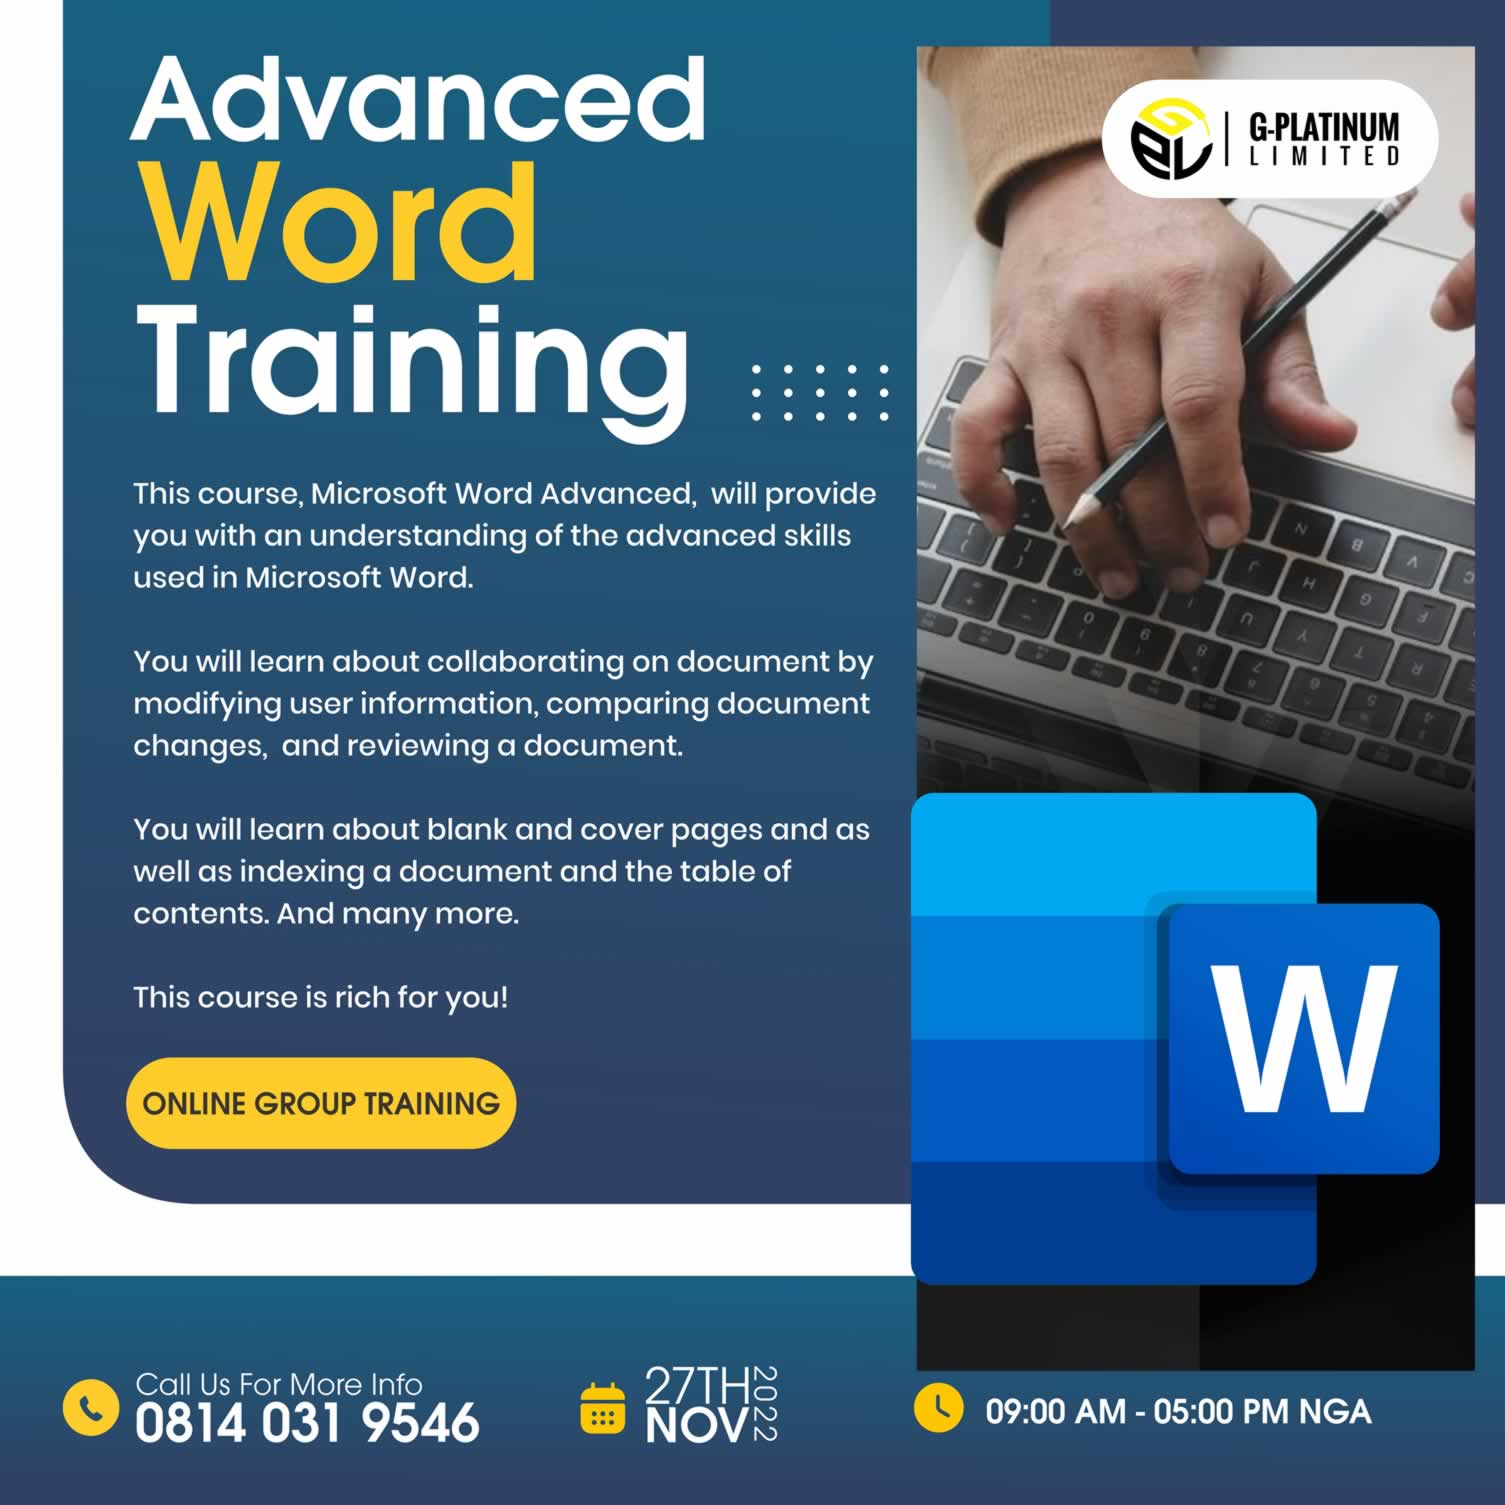 Advanced
Word
Training
G-PLATINUM
LIMITED
This course, Microsoft Word Advanced,  will provide
you with an understanding of the advanced skills
used in Microsoft Word.
You will learn about collaborating on document by
modifying user information, comparing document
changes,  and reviewing a document.
You will learn about blank and cover pages and as
well as indexing a document and the table of
contents. And many more.
This course is rich for you!
ONLINE GROUP TRAINING
W
Call Us For More Info
0814 031 9546
27TH
NOV
2022
09:00 AM - 05:00 PM NGA